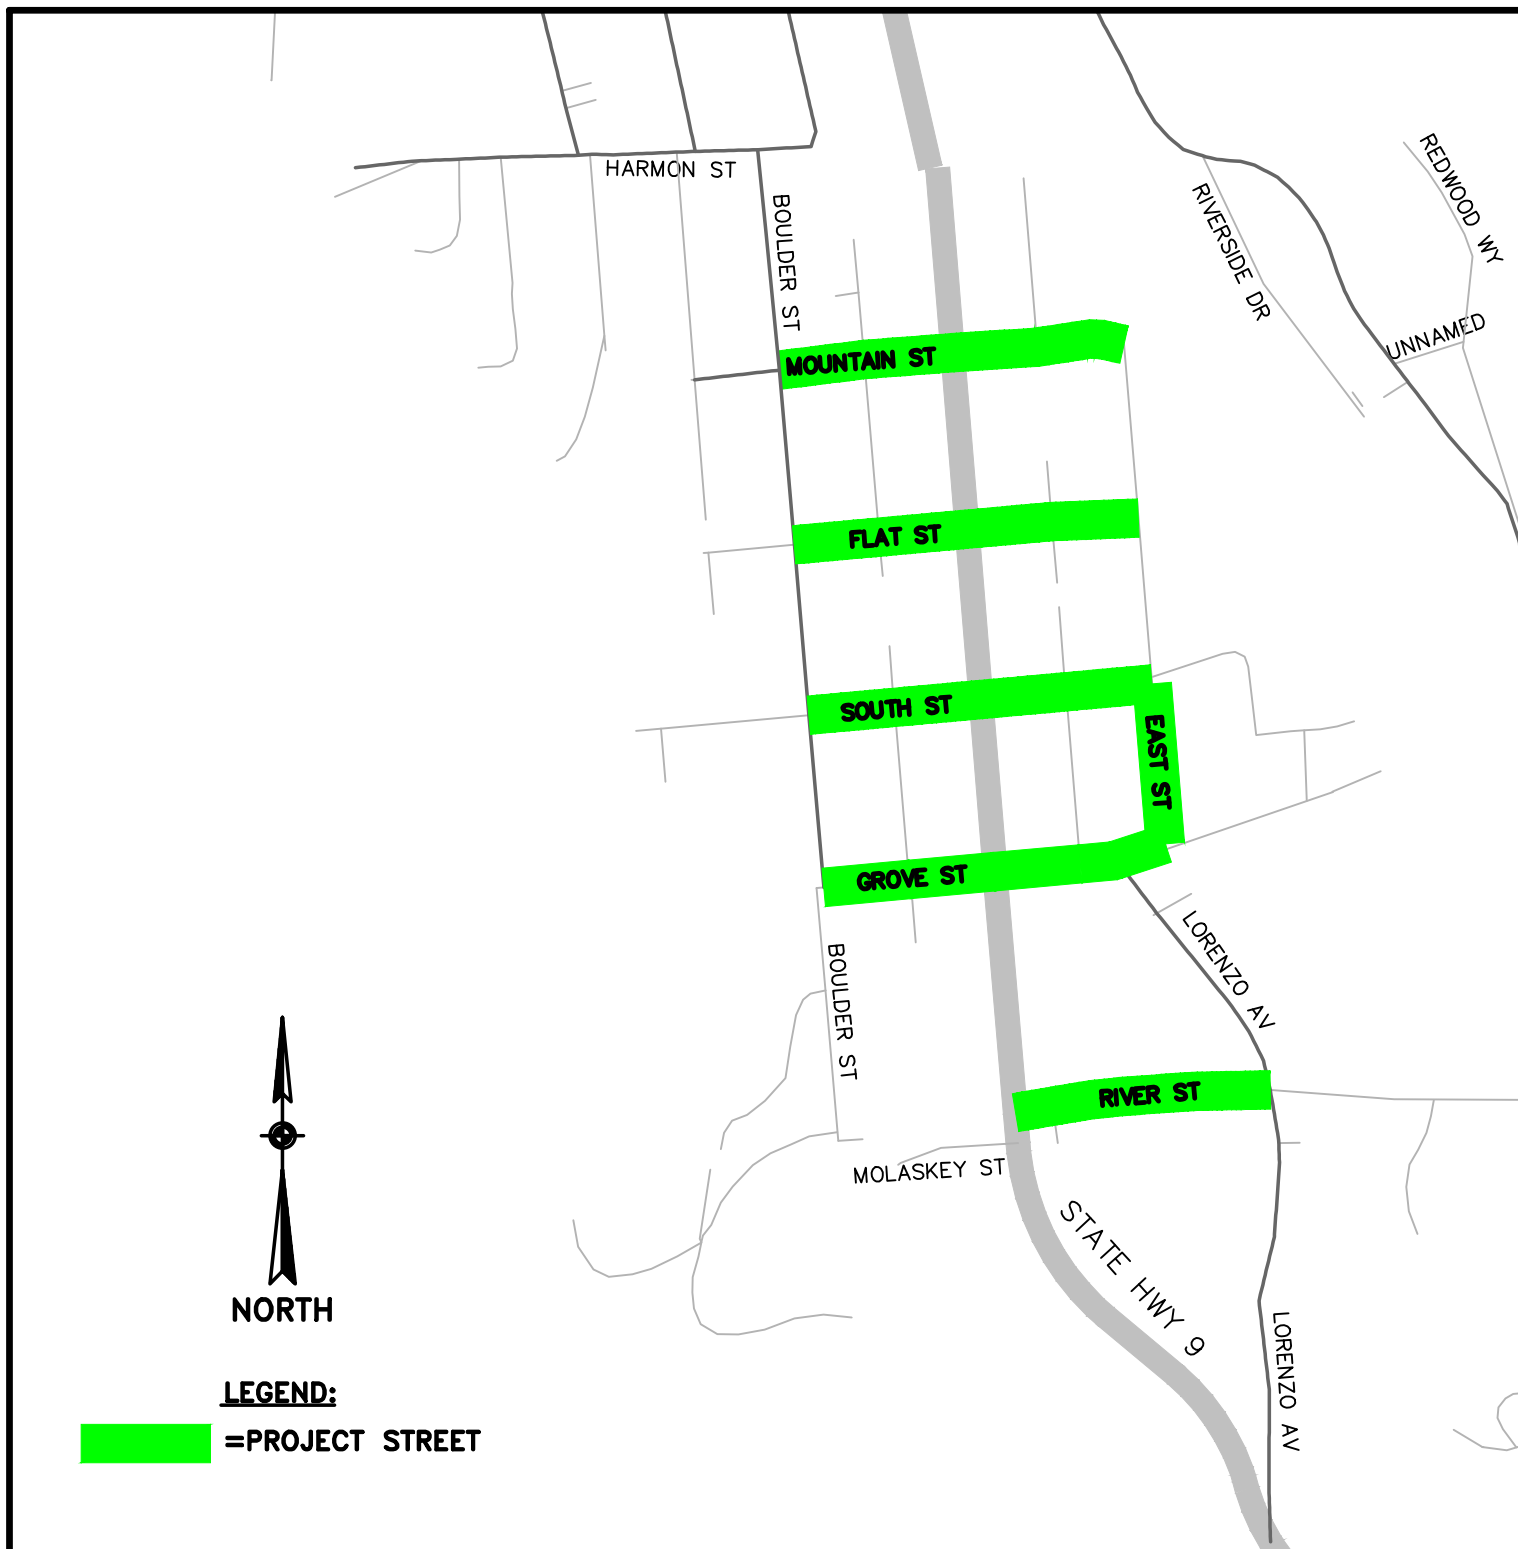 HARMON ST
REDWOOD WY
BOULDER ST
RIVERSIDE DR
UNNAMED
MOUNTAIN ST
FLAT ST
SOUTH ST
EAST ST
GROVE ST
LORENZO AV
BOULDER ST
RIVER ST
MOLASKEY ST
STATE HWY 9
NORTH
LORENZO AV
LEGEND:
=PROJECT STREET